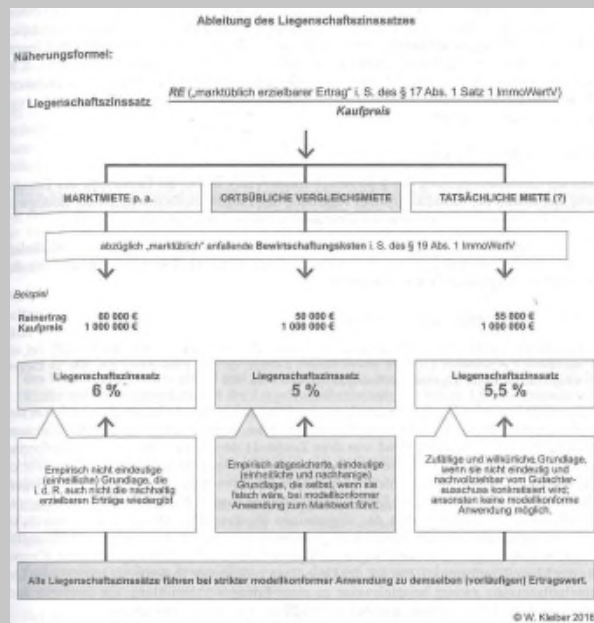 Ableitung des Liegenschaftszinssatzes
Näherungsformel:
Liegenschaftszinssatz
RE („marktüblich erzielbarer Ertrag“ i. S. des § 17 Abs. 1 Satz 1 ImmoWertV)
Kaufpreis
MARKTMIETE p. a.
ORTSÜBLICHE VERGLEICHSMIETE
TATSÄCHLICHE MIETE (?)
abzüglich „marktüblich“ anfallende Bewirtschaftungskosten i. S. des § 19 Abs. 1 ImmoWertV
Beispiel
Reinertrag 60 000 € 50 000 € 55 000 €
Kaufpreis 1 000 000 € 1 000 000 € 1 000 000 €
Liegenschaftszinssatz
6 %
Liegenschaftszinssatz
5 %
Liegenschaftszinssatz
5,5 %
Empirisch nicht eindeutige
(einheitliche) Grundlage, die
i. d. R. auch nicht die nachhaltig
erzielbaren Erträge wiedergibt
Empirisch abgesicherte, eindeutige
(einheitliche und nachhaltige)
Grundlage, die selbst, wenn sie
falsch wäre, bei modellkonformer
Anwendung zum Marktwert führt.
Zufällige und willkürliche Grundlage,
wenn sie nicht eindeutig und
nachvollziehbar vom Gutachter-
ausschuss konkretisiert wird;
ansonsten keine modellkonforme
Anwendung möglich.
Alle Liegenschaftszinssätze führen bei strikter modellkonformer Anwendung zu demselben (vorläufigen) Ertragswert.
© W. Kleiber 2016